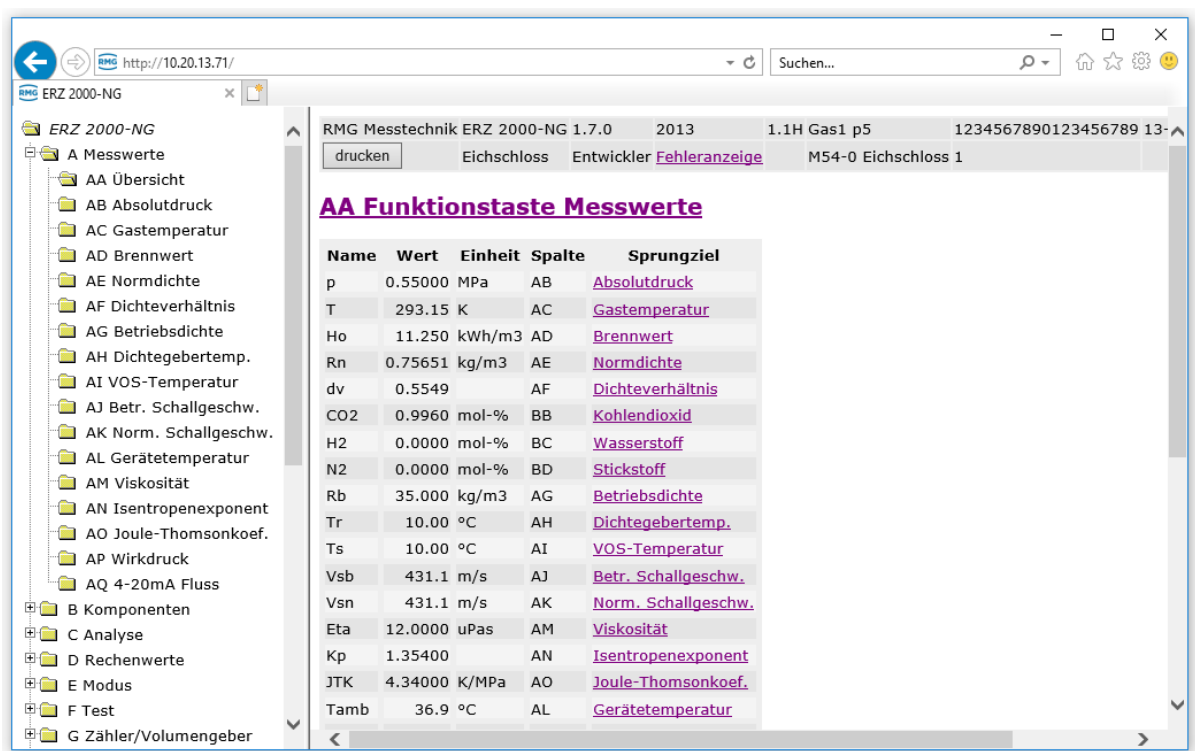 RMG http://10.20.13.71/
Suchen...
RMG ERZ 2000-NG
ERZ 2000-NG
A Messwerte
AA Übersicht
AB Absolutdruck
AC Gastemperatur
AD Brennwert
AE Normdichte
AF Dichteverhältnis
AG Betriebsdichte
AH Dichtegebertemp.
AI VOS-Temperatur
AJ Betr. Schallgeschw.
AK Norm. Schallgeschw.
AL Gerätetemperatur
AM Viskosität
AN Isentropenexponent
AO Joule-Thomsonkoef.
AP Wirkdruck
AQ 4-20mA Fluss
B Komponenten
C Analyse
D Rechenwerte
E Modus
F Test
G Zähler/Volumengeber
RMG Messtechnik ERZ 2000-NG 1.7.0 2013 1.1H Gas1 p5 1234567890123456789 13-
drucken Eichschloss Entwickler Fehleranzeige M54-0 Eichschloss 1
AA Funktionstaste Messwerte
Name Wert Einheit Spalte Sprungziel
p 0.55000 MPa AB Absolutdruck
T 293.15 K AC Gastemperatur
Ho 11.250 kWh/m3 AD Brennwert
Rn 0.75651 kg/m3 AE Normdichte
dv 0.5549 AF Dichteverhältnis
CO2 0.9960 mol-% BB Kohlendioxid
H2 0.0000 mol-% BC Wasserstoff
N2 0.0000 mol-% BD Stickstoff
Rb 35.000 kg/m3 AG Betriebsdichte
Tr 10.00 °C AH Dichtegebertemp.
Ts 10.00 °C AI VOS-Temperatur
Vsb 431.1 m/s AJ Betr. Schallgeschw.
Vsn 431.1 m/s AK Norm. Schallgeschw.
Eta 12.0000 uPas AM Viskosität
Kp 1.35400 AN Isentropenexponent
JTK 4.34000 K/MPa AO Joule-Thomsonkoef.
Tamb 36.9 °C AL Gerätetemperatur